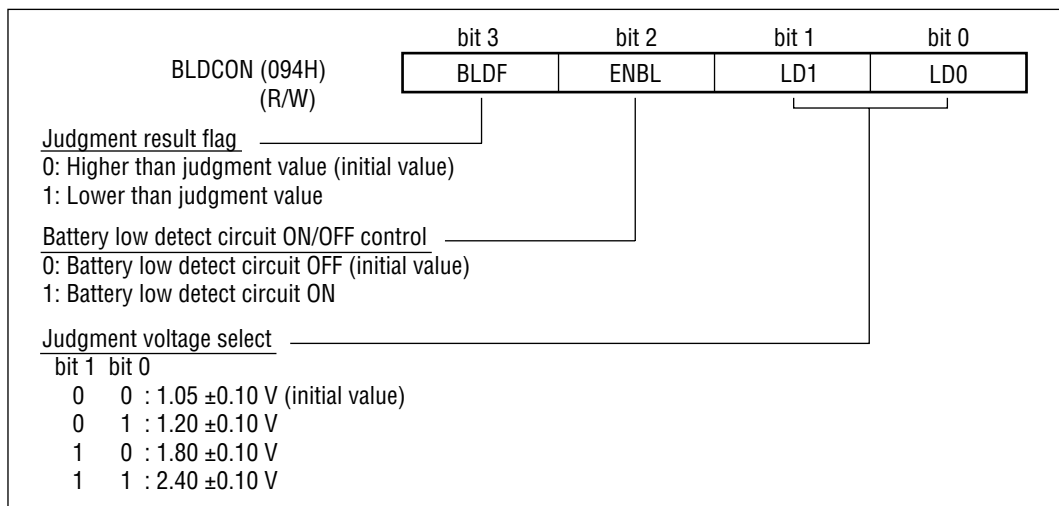 bit 3 bit 2 bit 1 bit 0
BLDCON (094H) BLDF ENBL LD1 LD0
(R/W)
Judgment result flag
0: Higher than judgment value (initial value)
1: Lower than judgment value
Battery low detect circuit ON/OFF control
0: Battery low detect circuit OFF (initial value)
1: Battery low detect circuit ON
Judgment voltage select
bit 1 bit 0
0 0 : 1.05 ±0.10 V (initial value)
0 1 : 1.20 ±0.10 V
1 0 : 1.80 ±0.10 V
1 1 : 2.40 ±0.10 V